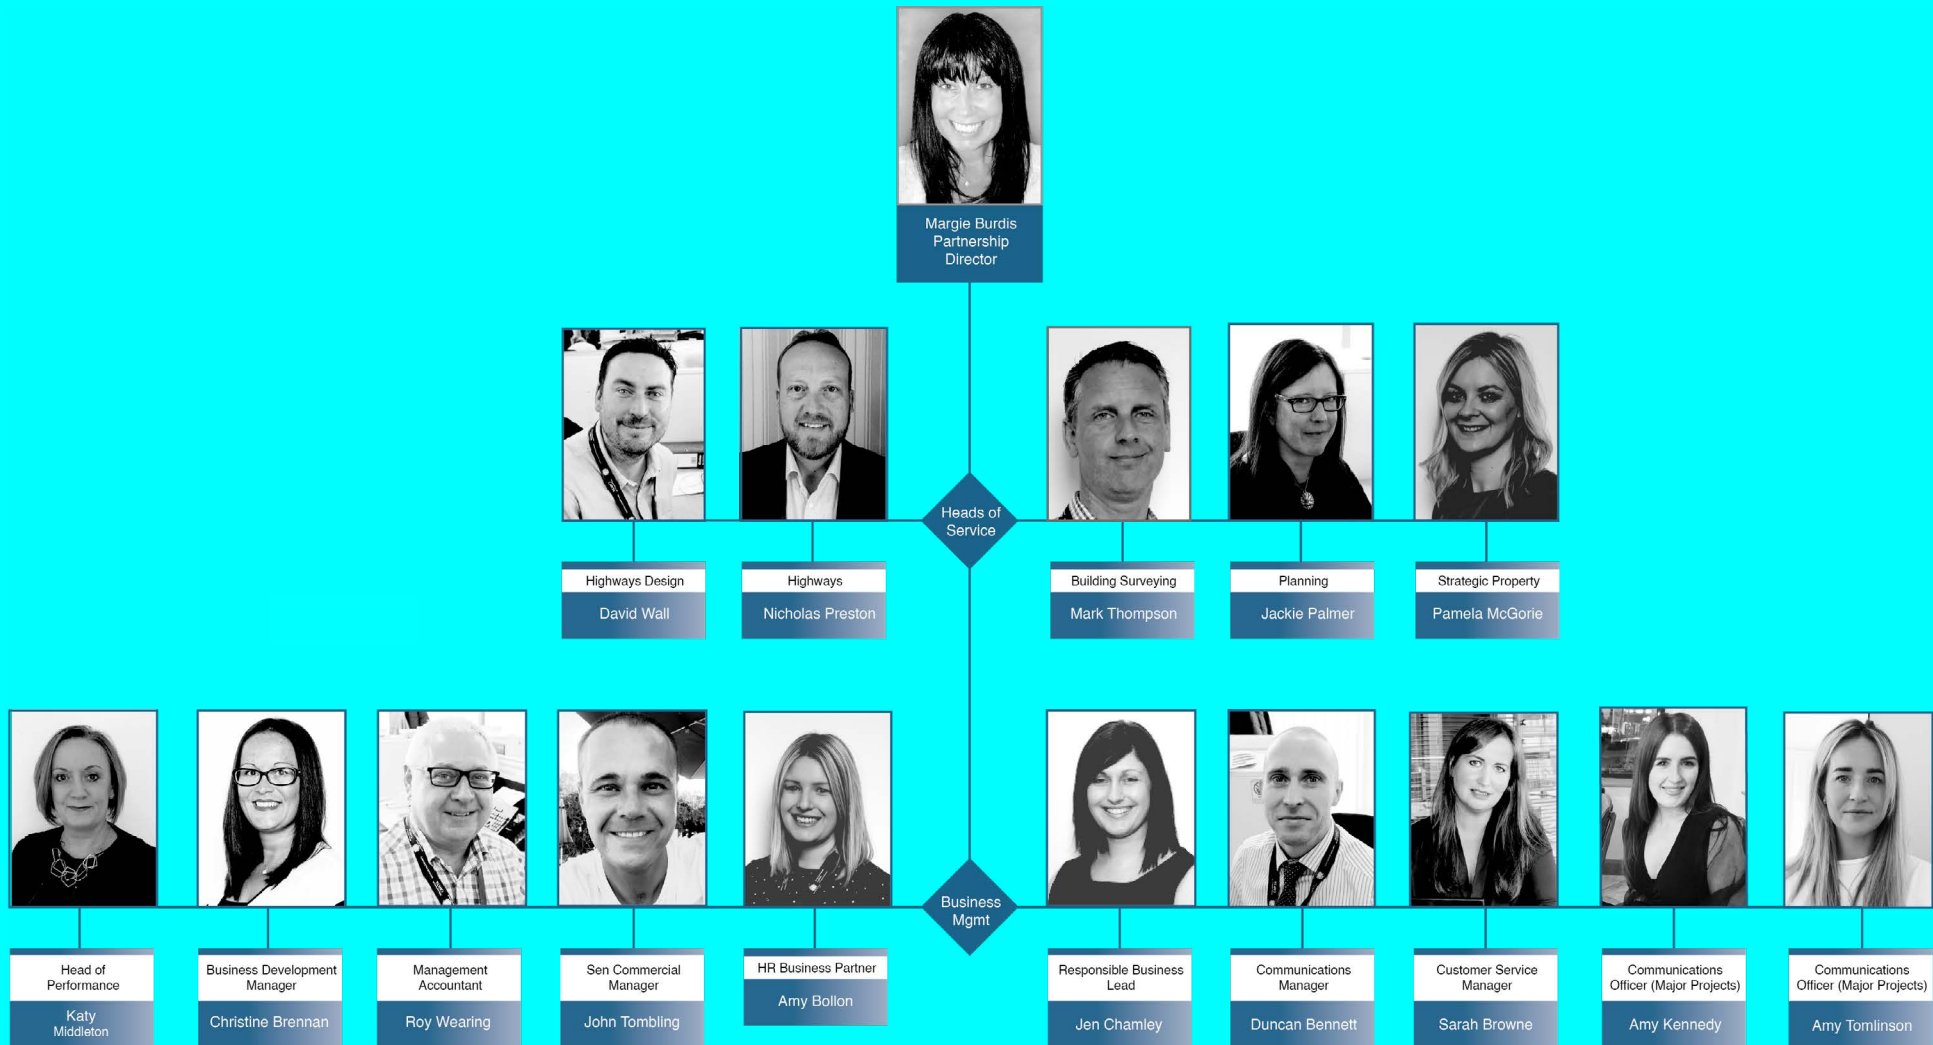 Margie Burdis
Partnership
Director
Heads of
Service
Highways Design
David Wall
Highways
Nicholas Preston
Building Surveying
Mark Thompson
Planning
Jackie Palmer
Strategic Property
Pamela McGorie
Business
Mgmt
Head of
Performance
Katy
Middleton
Business Development
Manager
Christine Brennan
Management
Accountant
Roy Wearing
Sen Commercial
Manager
John Tombling
HR Business Partner
Amy Bollon
Responsible Business
Lead
Jen Chamley
Communications
Manager
Duncan Bennett
Customer Service
Manager
Sarah Browne
Communications
Officer (Major Projects)
Amy Kennedy
Communications
Officer (Major Projects)
Amy Tomlinson